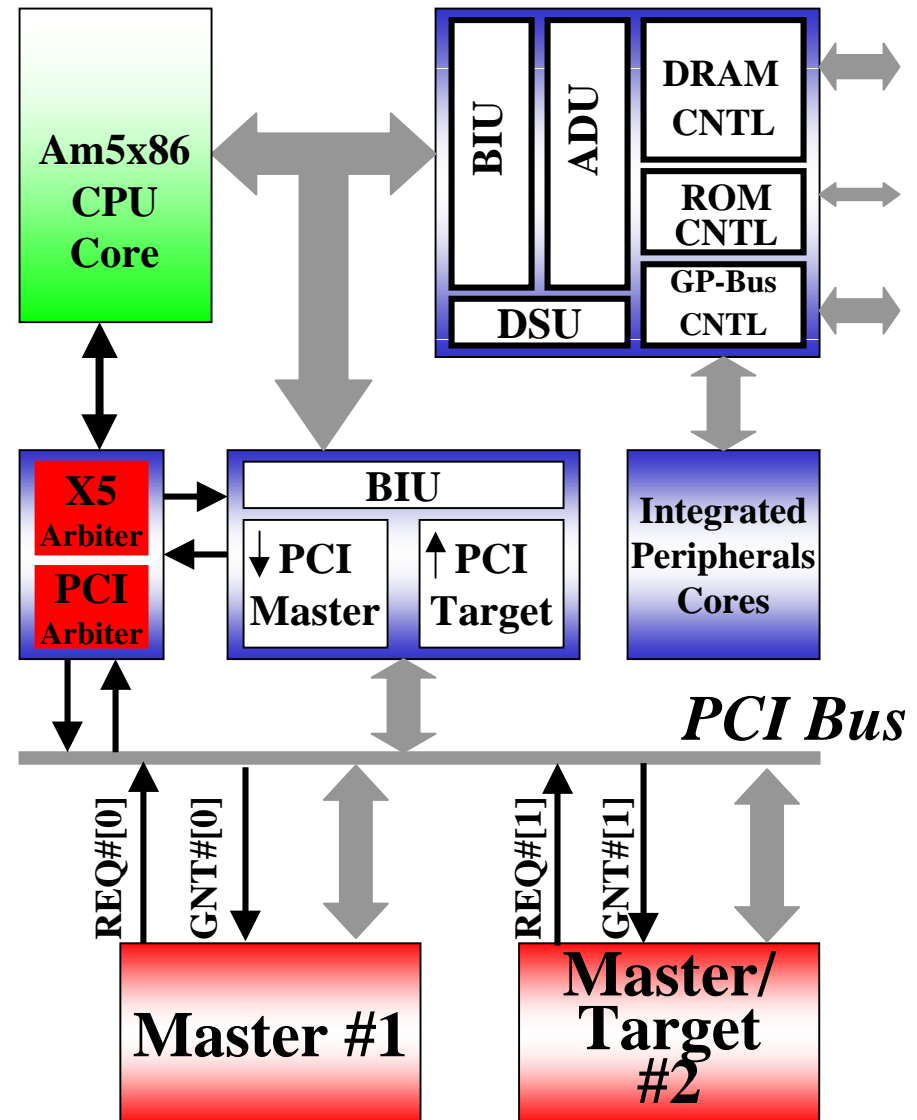 Am5x86
CPU
Core
BIU
ADU
DRAM
CNTL
ROM
CNTL
GP-Bus
CNTL
DSU
X5
Arbiter
PCI
Arbiter
BIU
PCI
Master
PCI
Target
Integrated
Peripherals
Cores
PCI Bus
REQ#[0]
GNT#[0]
REQ#[1]
GNT#[1]
Master #1
Master/
Target
#2